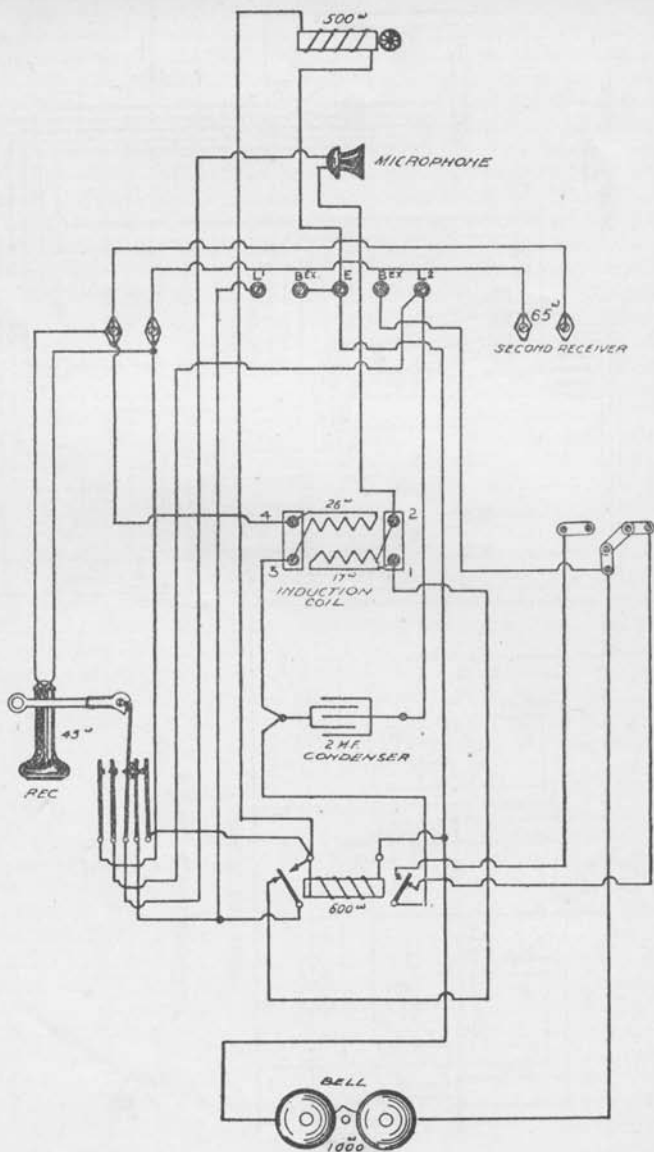 500ω
MICROPHONE
L1 BEX. E BEX L2
65ω
SECOND RECEIVER
26ω
4 2
3 1
17ω
INDUCTION
COIL
45ω
REC
2 M.F.
CONDENSER
600ω
BELL
1000ω